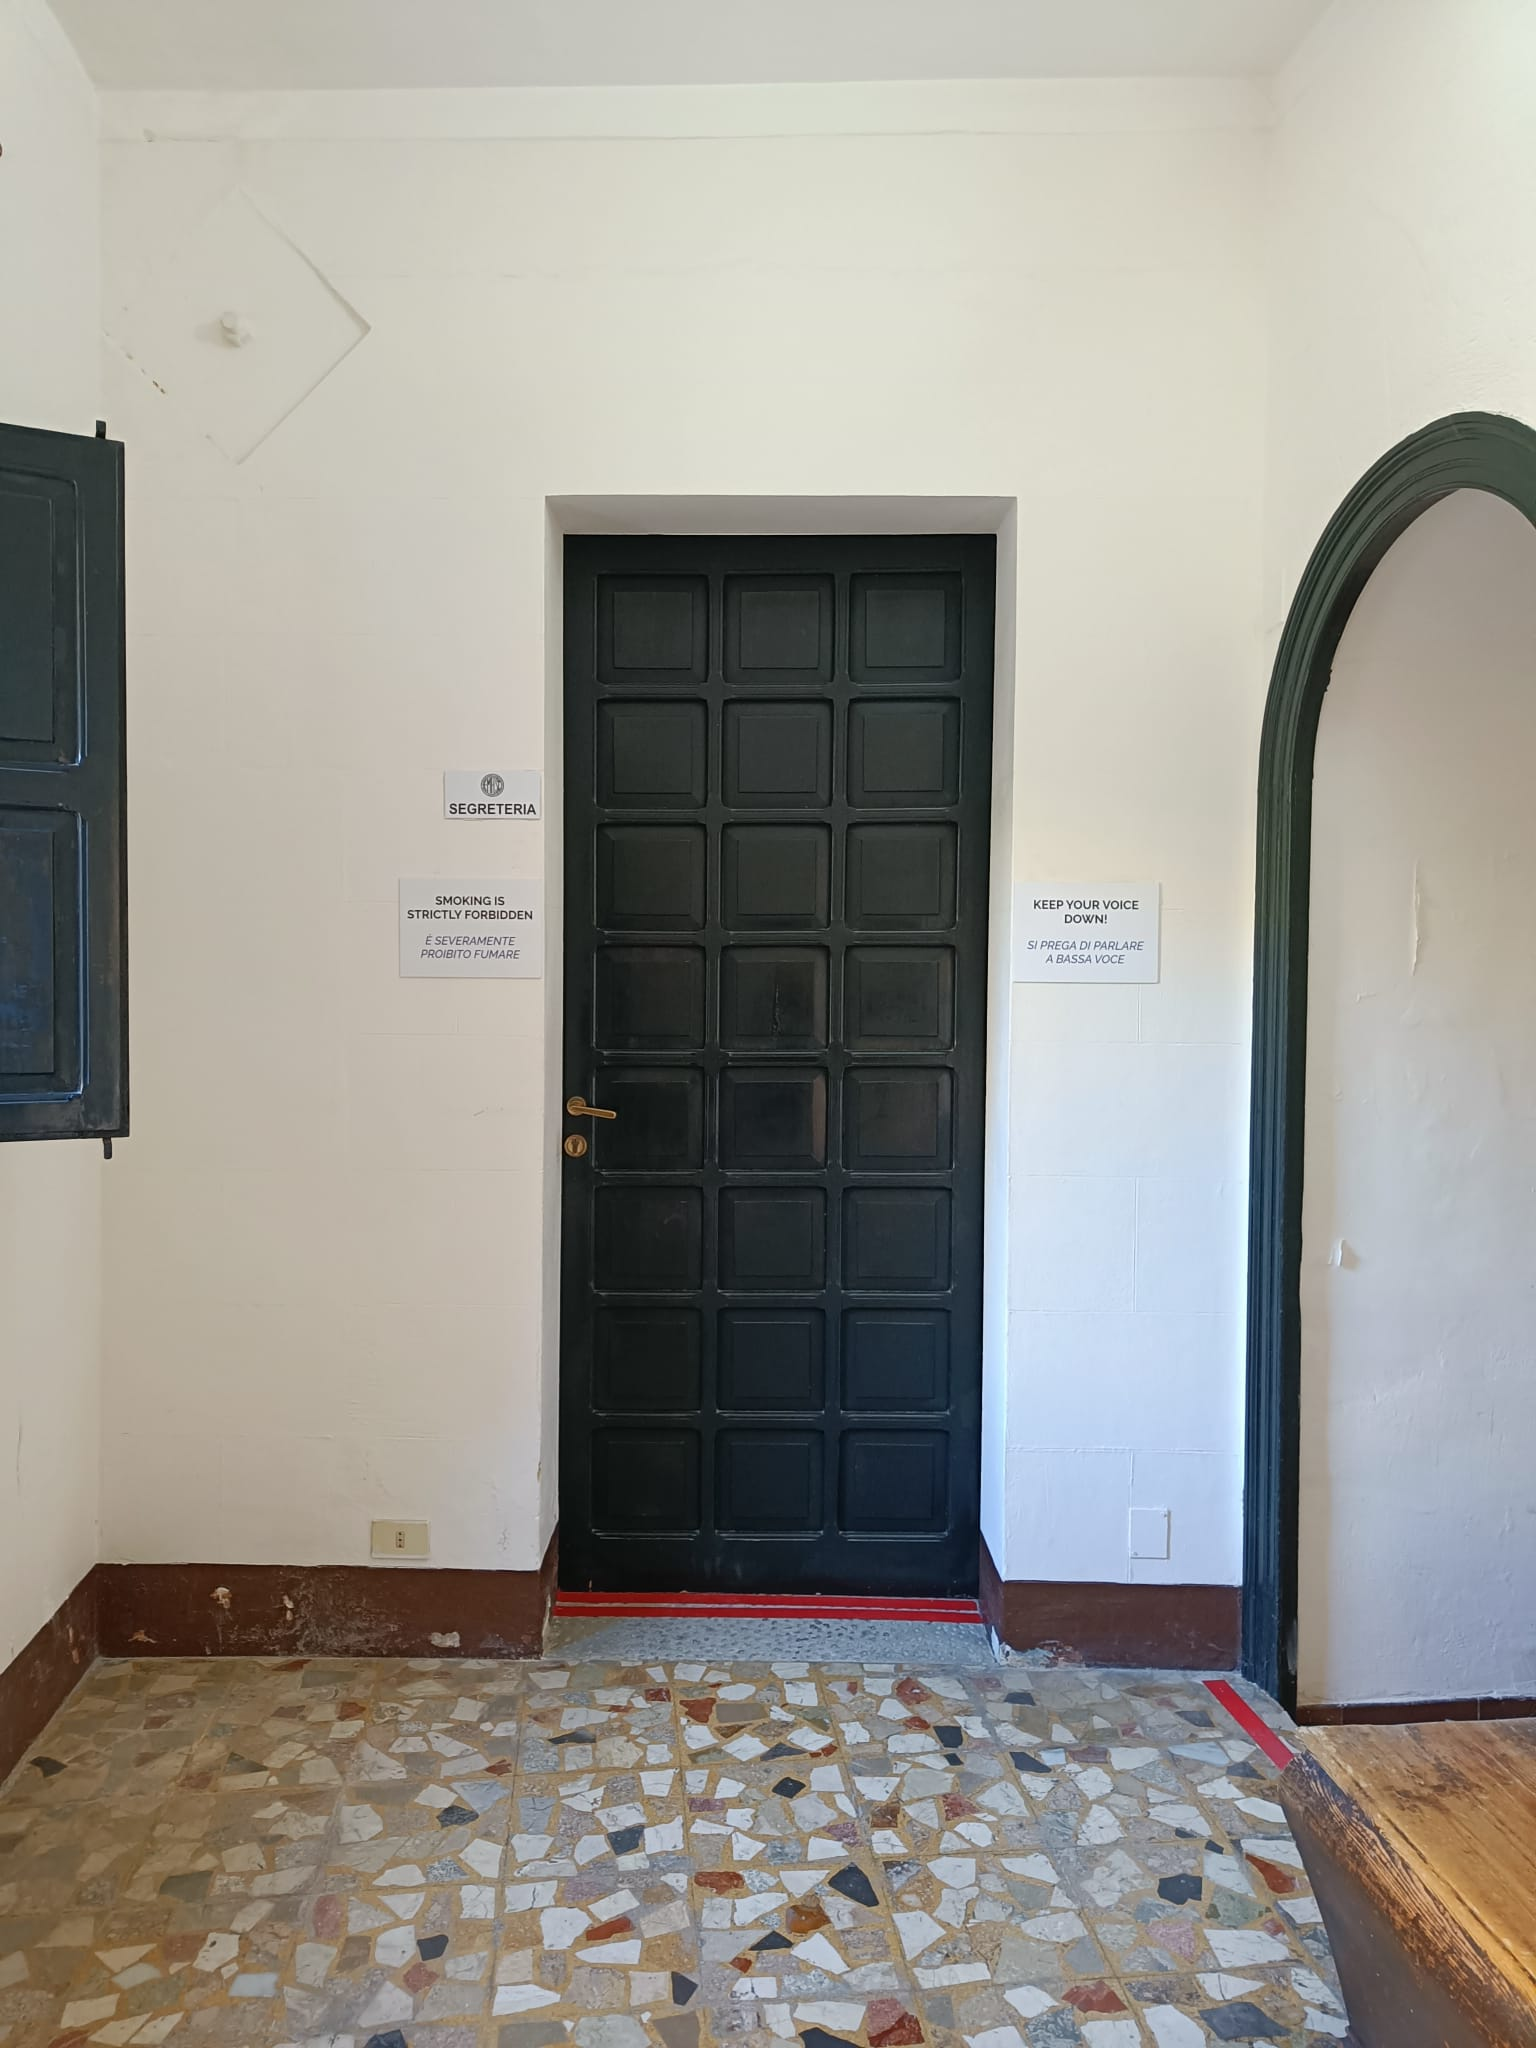 SEGRETERIA
SMOKING IS
STRICTLY FORBIDDEN
È SEVERAMENTE
PROIBITO FUMARE
KEEP YOUR VOICE
DOWN!
SI PREGA DI PARLARE
A BASSA VOCE